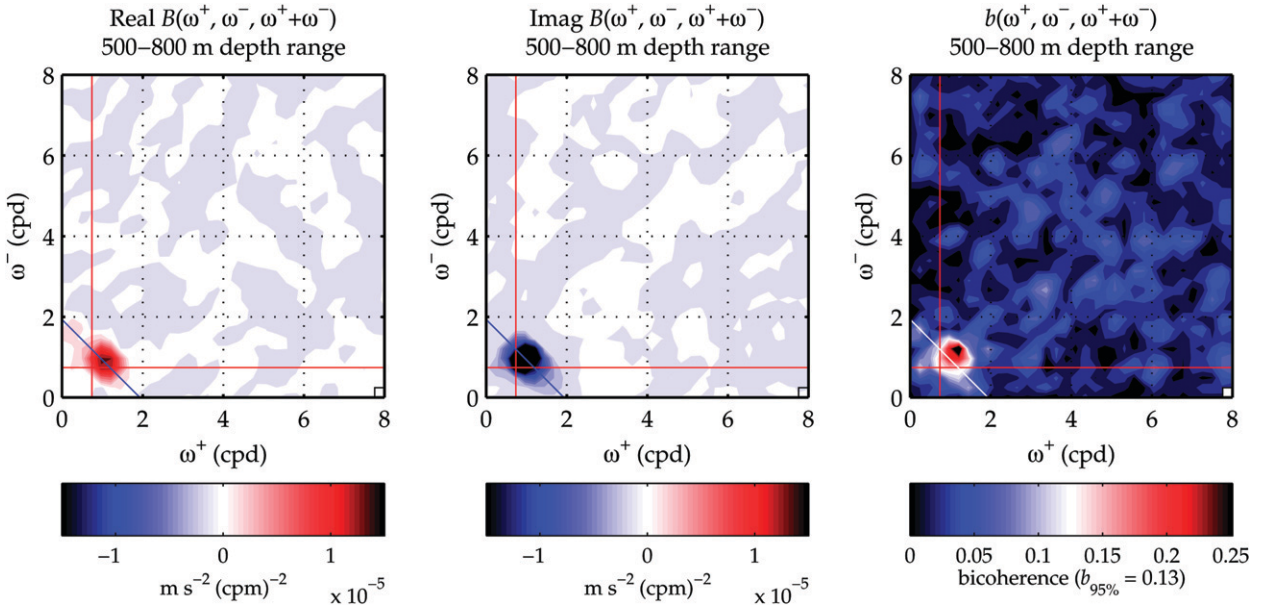 Real B(ω⁺, ω⁻, ω⁺+ω⁻)
500–800 m depth range
8
6
4
2
0
ω⁻ (cpd)
0 2 4 6 8
ω⁺ (cpd)
−1 0 1
m s⁻² (cpm)⁻² x 10⁻⁵
Imag B(ω⁺, ω⁻, ω⁺+ω⁻)
500–800 m depth range
8
6
4
2
0
ω⁻ (cpd)
0 2 4 6 8
ω⁺ (cpd)
−1 0 1
m s⁻² (cpm)⁻² x 10⁻⁵
b(ω⁺, ω⁻, ω⁺+ω⁻)
500–800 m depth range
8
6
4
2
0
ω⁻ (cpd)
0 2 4 6 8
ω⁺ (cpd)
0 0.05 0.1 0.15 0.2 0.25
bicoherence (b95% = 0.13)